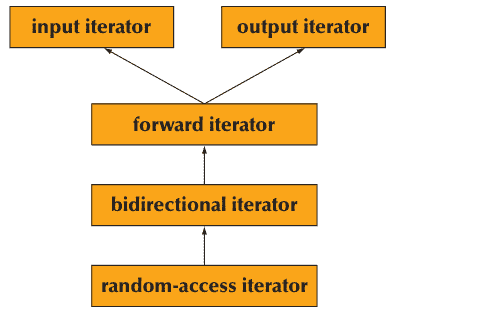 input iterator
output iterator
forward iterator
bidirectional iterator
random-access iterator